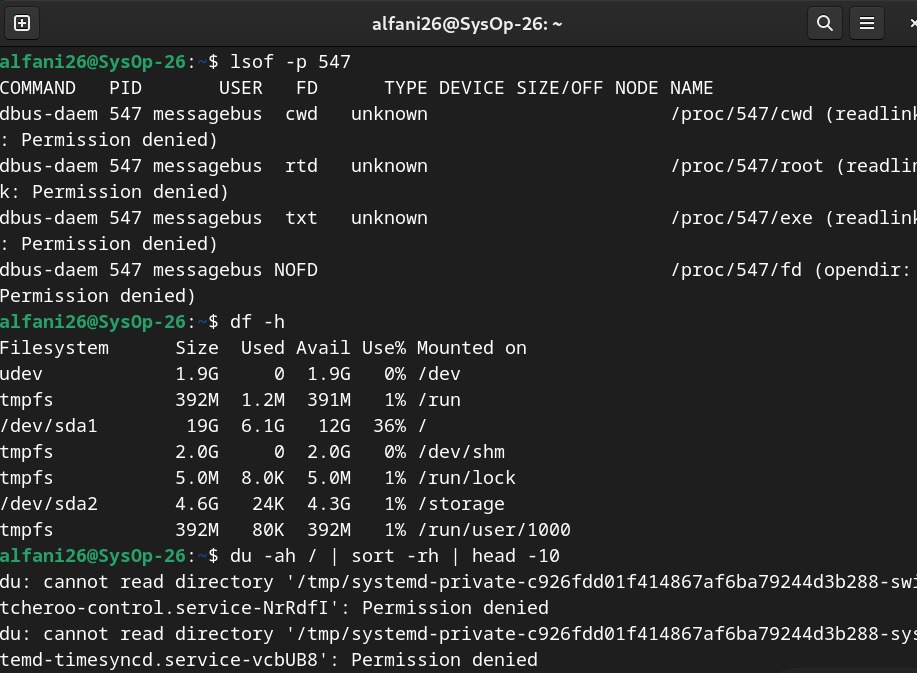 alfani26@SysOp-26: ~
alfani26@SysOp-26:~$ lsof -p 547
COMMAND   PID       USER   FD      TYPE DEVICE SIZE/OFF NODE NAME
dbus-daem 547 messagebus  cwd   unknown                      /proc/547/cwd (readlink
: Permission denied)
dbus-daem 547 messagebus  rtd   unknown                      /proc/547/root (readlin
k: Permission denied)
dbus-daem 547 messagebus  txt   unknown                      /proc/547/exe (readlink
: Permission denied)
dbus-daem 547 messagebus NOFD                                /proc/547/fd (opendir:
Permission denied)
alfani26@SysOp-26:~$ df -h
Filesystem      Size  Used Avail Use% Mounted on
udev            1.9G     0  1.9G   0% /dev
tmpfs           392M  1.2M  391M   1% /run
/dev/sda1        19G  6.1G   12G  36% /
tmpfs           2.0G     0  2.0G   0% /dev/shm
tmpfs           5.0M  8.0K  5.0M   1% /run/lock
/dev/sda2       4.6G   24K  4.3G   1% /storage
tmpfs           392M   80K  392M   1% /run/user/1000
alfani26@SysOp-26:~$ du -ah / | sort -rh | head -10
du: cannot read directory '/tmp/systemd-private-c926fdd01f414867af6ba79244d3b288-swi
tcheroo-control.service-NrRdfI': Permission denied
du: cannot read directory '/tmp/systemd-private-c926fdd01f414867af6ba79244d3b288-sys
temd-timesyncd.service-vcbUB8': Permission denied